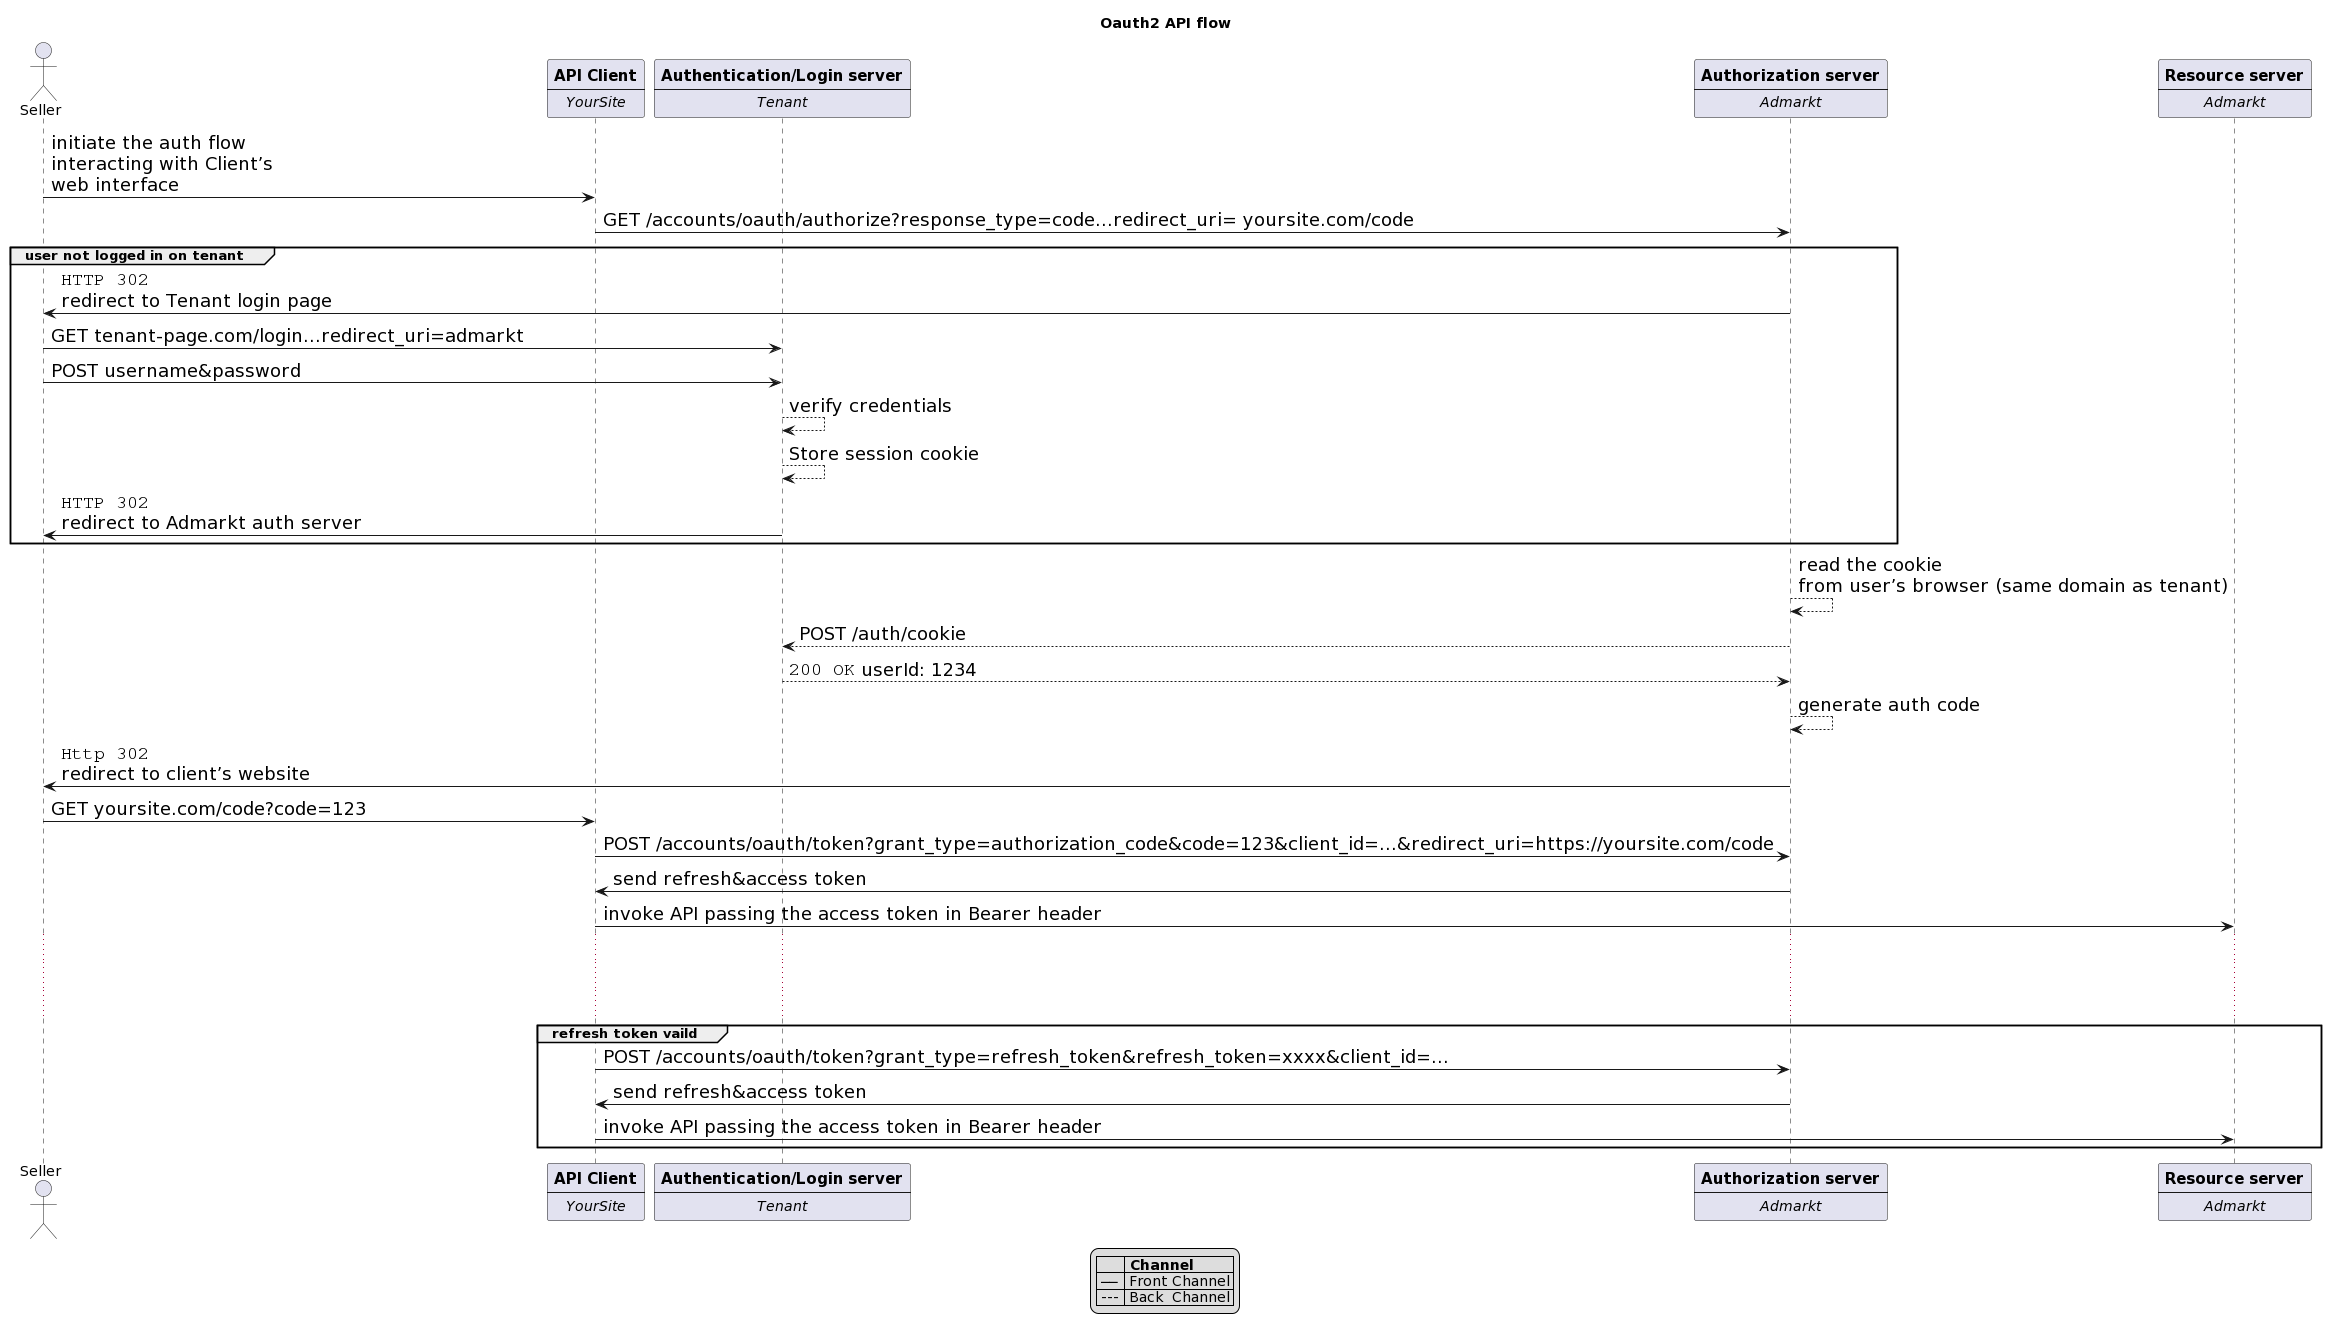 Oauth2 API flow
Seller
API Client
YourSite
Authentication/Login server
Tenant
Authorization server
Admarkt
Resource server
Admarkt
initiate the auth flow
interacting with Client’s
web interface
GET /accounts/oauth/authorize?response_type=code...redirect_uri= yoursite.com/code
user not logged in on tenant
HTTP 302
redirect to Tenant login page
GET tenant-page.com/login...redirect_uri=admarkt
POST username&password
verify credentials
Store session cookie
HTTP 302
redirect to Admarkt auth server
read the cookie
from user’s browser (same domain as tenant)
POST /auth/cookie
200 OK userId: 1234
generate auth code
Http 302
redirect to client’s website
GET yoursite.com/code?code=123
POST /accounts/oauth/token?grant_type=authorization_code&code=123&client_id=...&redirect_uri=https://yoursite.com/code
send refresh&access token
invoke API passing the access token in Bearer header
refresh token vaild
POST /accounts/oauth/token?grant_type=refresh_token&refresh_token=xxxx&client_id=...
send refresh&access token
invoke API passing the access token in Bearer header
Seller
API Client
YourSite
Authentication/Login server
Tenant
Authorization server
Admarkt
Resource server
Admarkt
Channel
— Front Channel
--- Back Channel